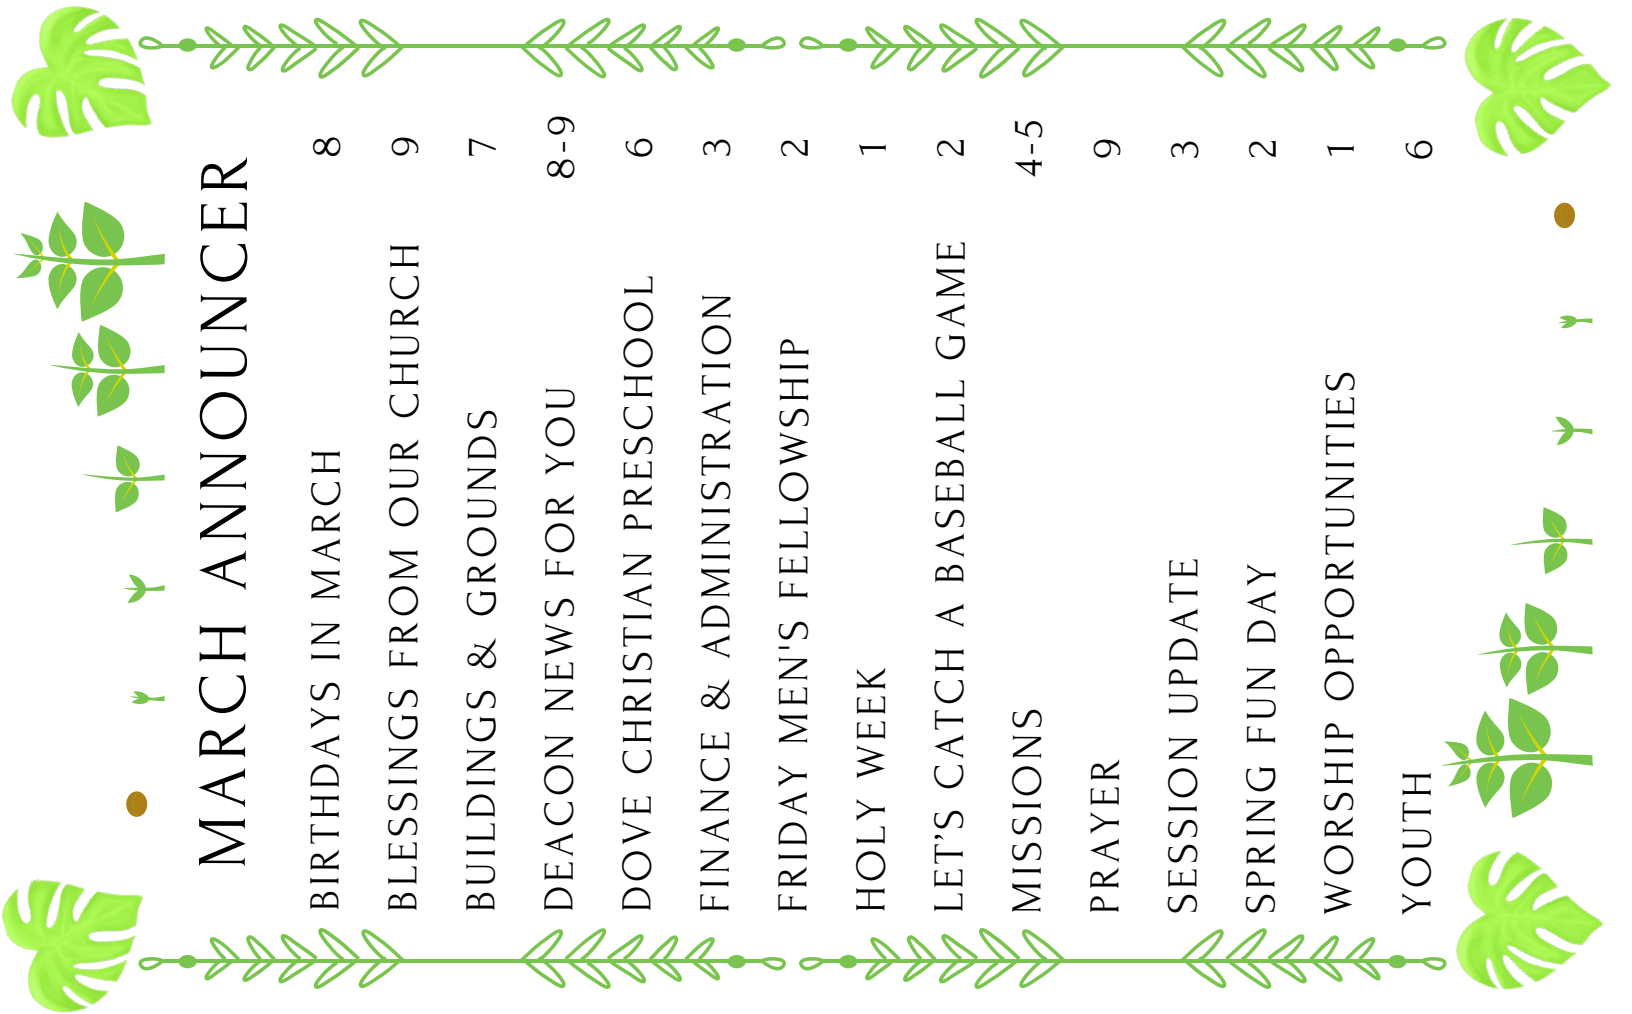 MARCH ANNOUNCER
BIRTHDAYS IN MARCH 8
BLESSINGS FROM OUR CHURCH 9
BUILDINGS & GROUNDS 7
DEACON NEWS FOR YOU 8-9
DOVE CHRISTIAN PRESCHOOL 6
FINANCE & ADMINISTRATION 3
FRIDAY MEN'S FELLOWSHIP 2
HOLY WEEK 1
LET’S CATCH A BASEBALL GAME 2
MISSIONS 4-5
PRAYER 9
SESSION UPDATE 3
SPRING FUN DAY 2
WORSHIP OPPORTUNITIES 1
YOUTH 6